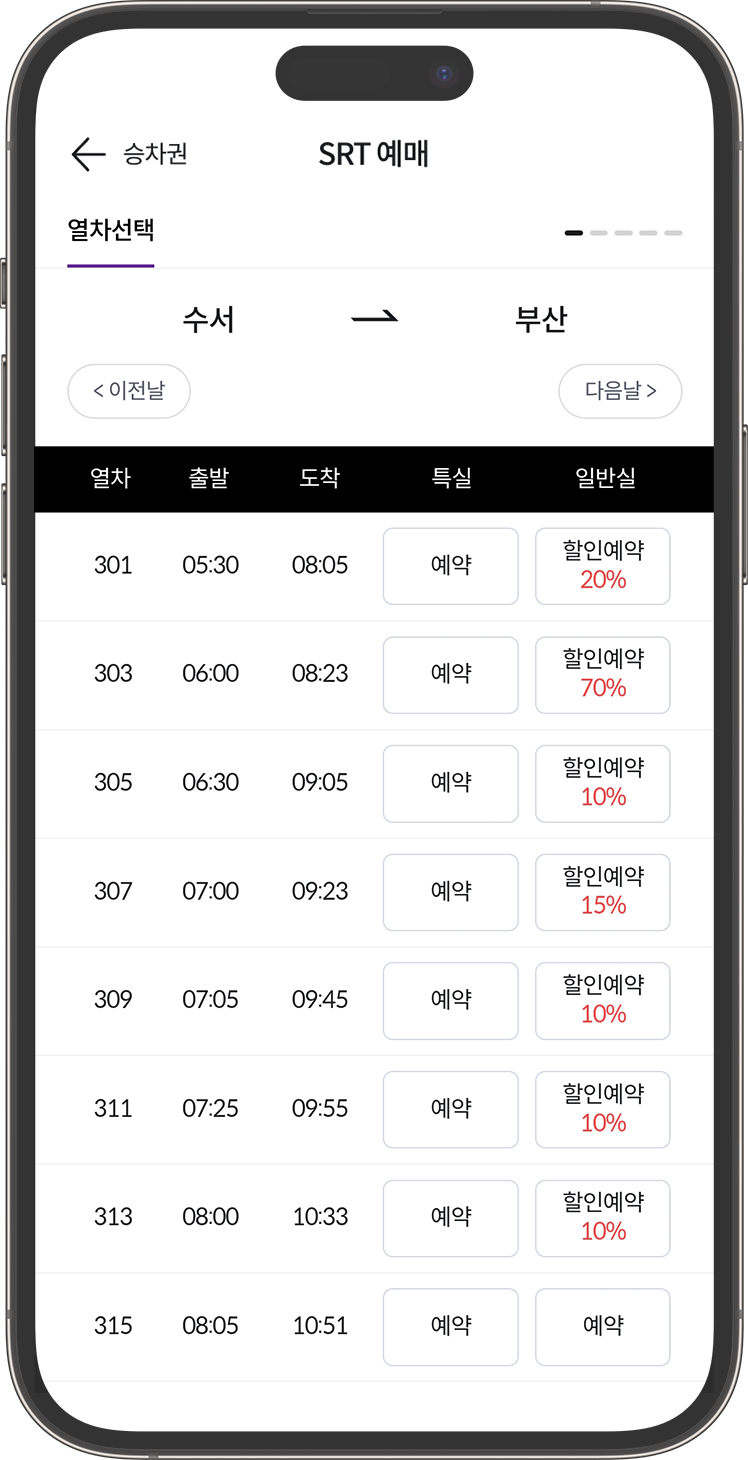 승차권 SRT 예매
열차선택
수서 부산
< 이전날 다음날 >
열차 출발 도착 특실 일반실
301 05:30 08:05 예약 할인예약 20%
303 06:00 08:23 예약 할인예약 70%
305 06:30 09:05 예약 할인예약 10%
307 07:00 09:23 예약 할인예약 15%
309 07:05 09:45 예약 할인예약 10%
311 07:25 09:55 예약 할인예약 10%
313 08:00 10:33 예약 할인예약 10%
315 08:05 10:51 예약 예약